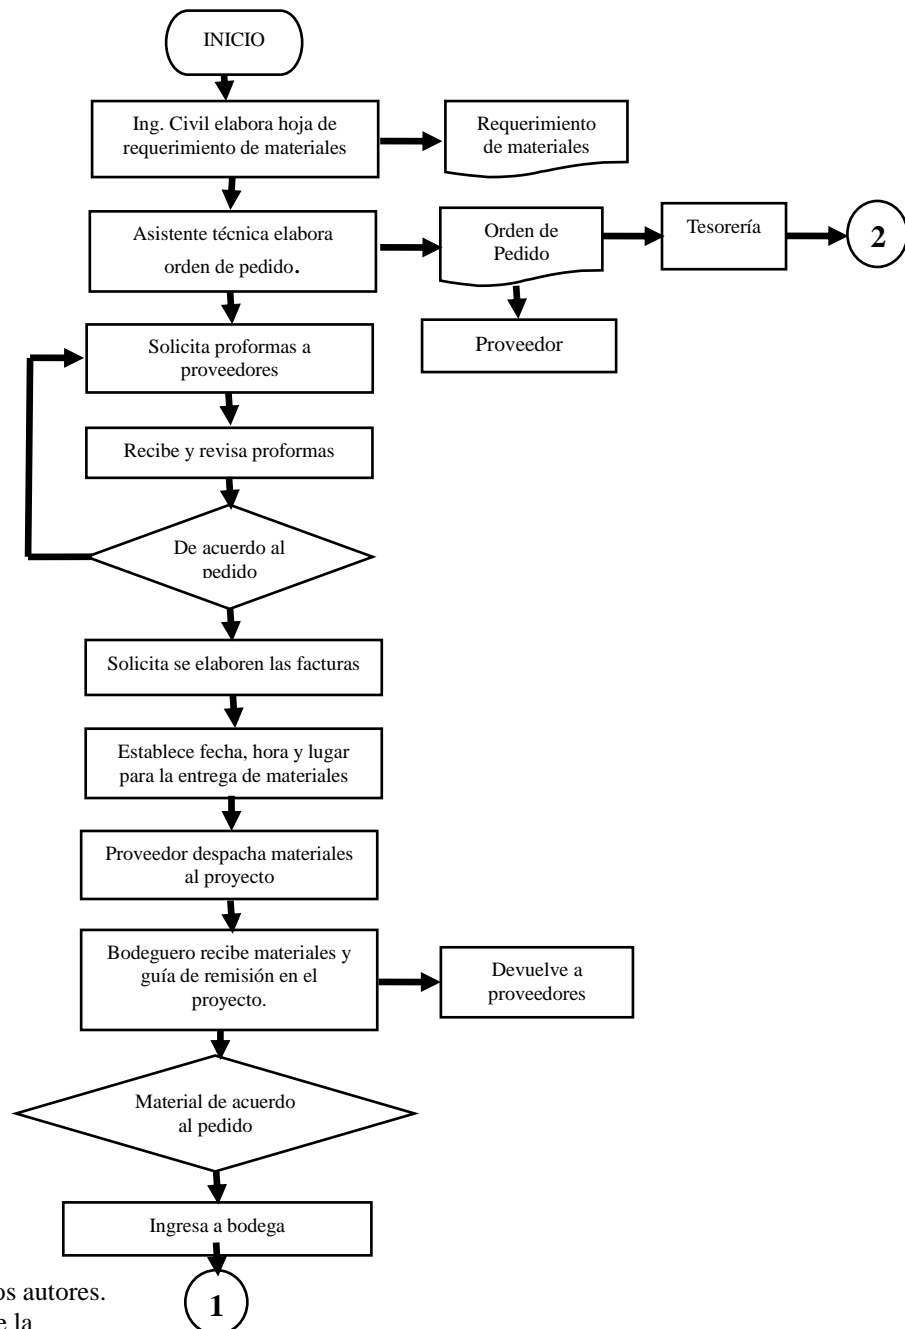 INICIO
Ing. Civil elabora hoja de
requerimiento de materiales
Requerimiento
de materiales
Asistente técnica elabora
orden de pedido.
Orden de
Pedido
Tesorería
2
Proveedor
Solicita proformas a
proveedores
Recibe y revisa proformas
De acuerdo al
pedido
Solicita se elaboren las facturas
Establece fecha, hora y lugar
para la entrega de materiales
Proveedor despacha materiales
al proyecto
Bodeguero recibe materiales y
guía de remisión en el
proyecto.
Devuelve a
proveedores
Material de acuerdo
al pedido
Ingresa a bodega
1
os autores.
e la